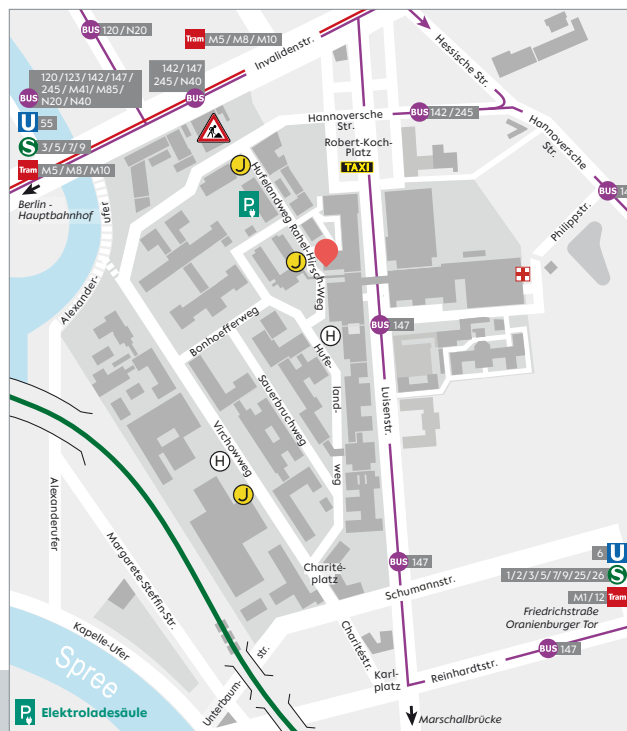 BUS 120/N20
Tram M5/M8/M10
Invalidenstr.
Hessische Str.
120/123/142/147/
245/M41/M85/
N20/N40
BUS
142/147
245/N40
BUS
U 55
S 3/5/7/9
Tram M5/M8/M10
Berlin -
Hauptbahnhof
Hannoversche
Str.
BUS 142/245
Robert-Koch-
Platz
TAXI
Hannoversche
Str.
BUS 14
Philippstr.
J
Hufelandweg
P
Rahel-Hirsch-Weg
J
Alexander-
ufer
Bonhoefferweg
H
Hufe-
land-
weg
BUS 147
Luisenstr.
Sauerbruchweg
Virchowweg
H
J
Alexanderufer
Margarete-Steffin-Str.
Kapelle-Ufer
Spree
Charité-
platz
BUS 147
Schumannstr.
6 U
1/2/3/5/7/9/25/26 S
M1/12 Tram
Friedrichstraße
Oranienburger Tor
Charitéstr.
Karl-
platz
Reinhardtstr.
BUS 147
Unterbaum-
str.
Marschallbrücke
P Elektroladesäule